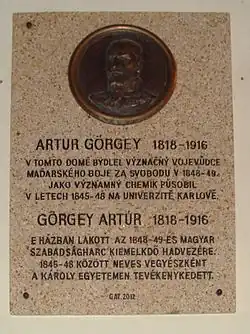 ARTUR GÖRGEY 1818-1916
V TOMTO DOMĚ BYDLEL VÝZNAČNÝ VOJEVŮDCE
MAĎARSKÉHO BOJE ZA SVOBODU V 1848-49.
JAKO VÝZNAMNÝ CHEMIK PŮSOBIL
V LETECH 1845-48 NA UNIVERZITĚ KARLOVĚ.
GÖRGEY ARTÚR 1818-1916
E HÁZBAN LAKOTT AZ 1848-49-ES MAGYAR
SZABADSÁGHARC KIEMELKEDŐ HADVEZÉRE.
1845-48 KÖZÖTT NEVES VEGYÉSZKÉNT
A KÁROLY EGYETEMEN TEVÉKENYKEDETT.
GAT 2012